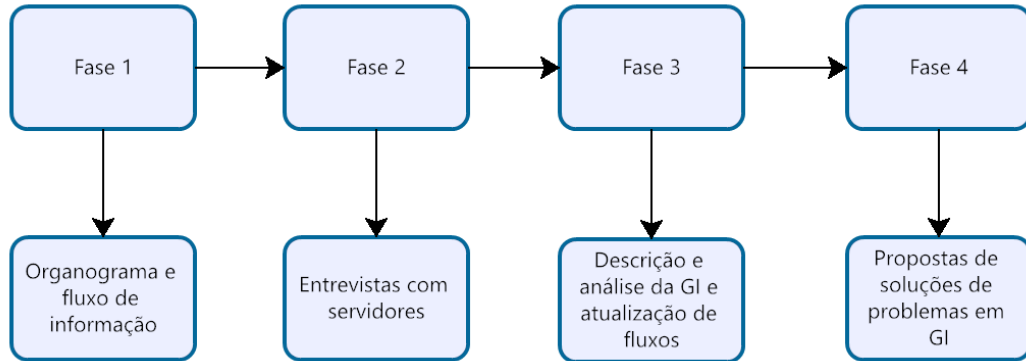 Fase 1
Fase 2
Fase 3
Fase 4
Organograma e
fluxo de
informação
Entrevistas com
servidores
Descrição e
análise da GI e
atualização de
fluxos
Propostas de
soluções de
problemas em
GI